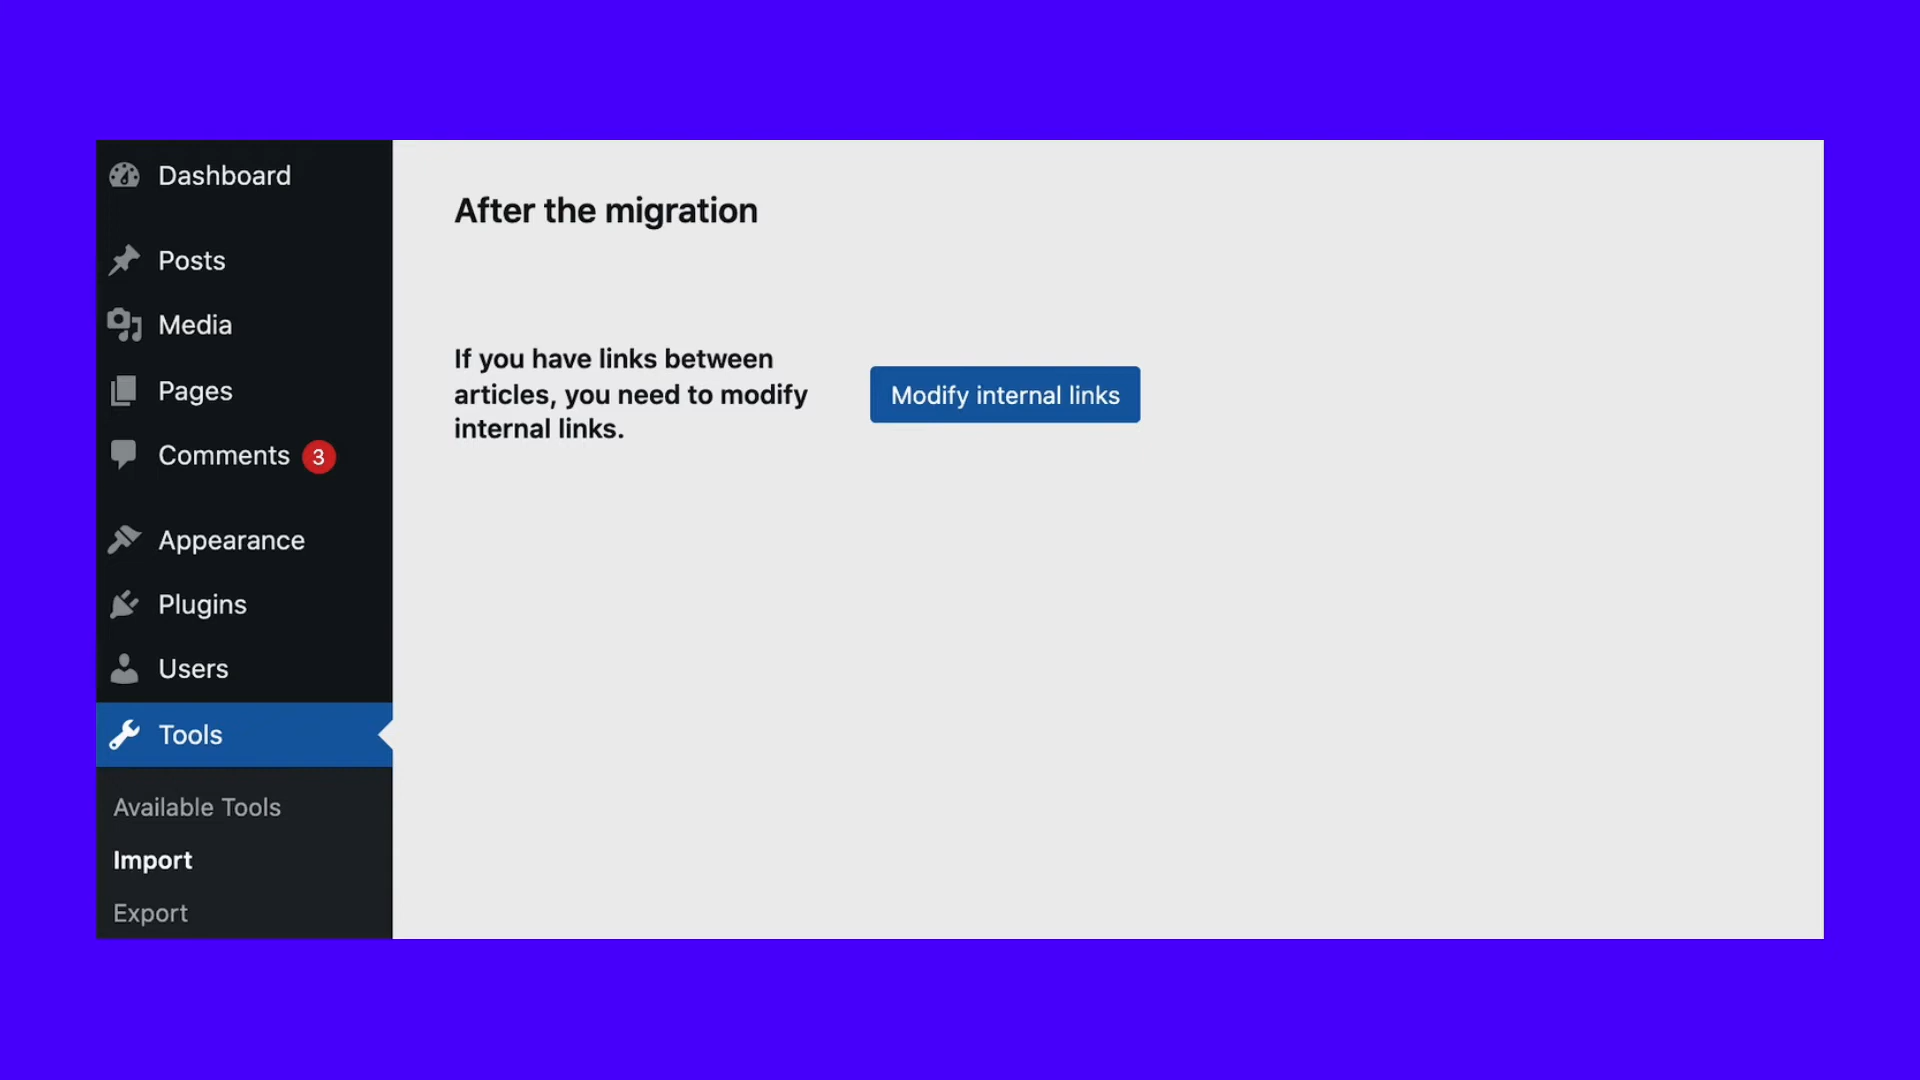 Dashboard
Posts
Media
Pages
Comments 3
Appearance
Plugins
Users
Tools
Available Tools
Import
Export
After the migration
If you have links between
articles, you need to modify
internal links.
Modify internal links